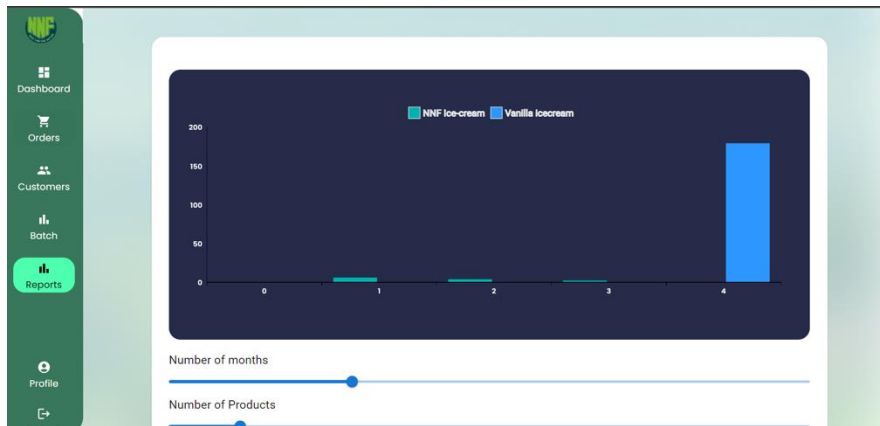 NNF
Dashboard
Orders
Customers
Batch
Reports
Profile
NNF Ice-cream Vanilla Icecream
200
150
100
50
0
0 1 2 3 4
Number of months
Number of Products